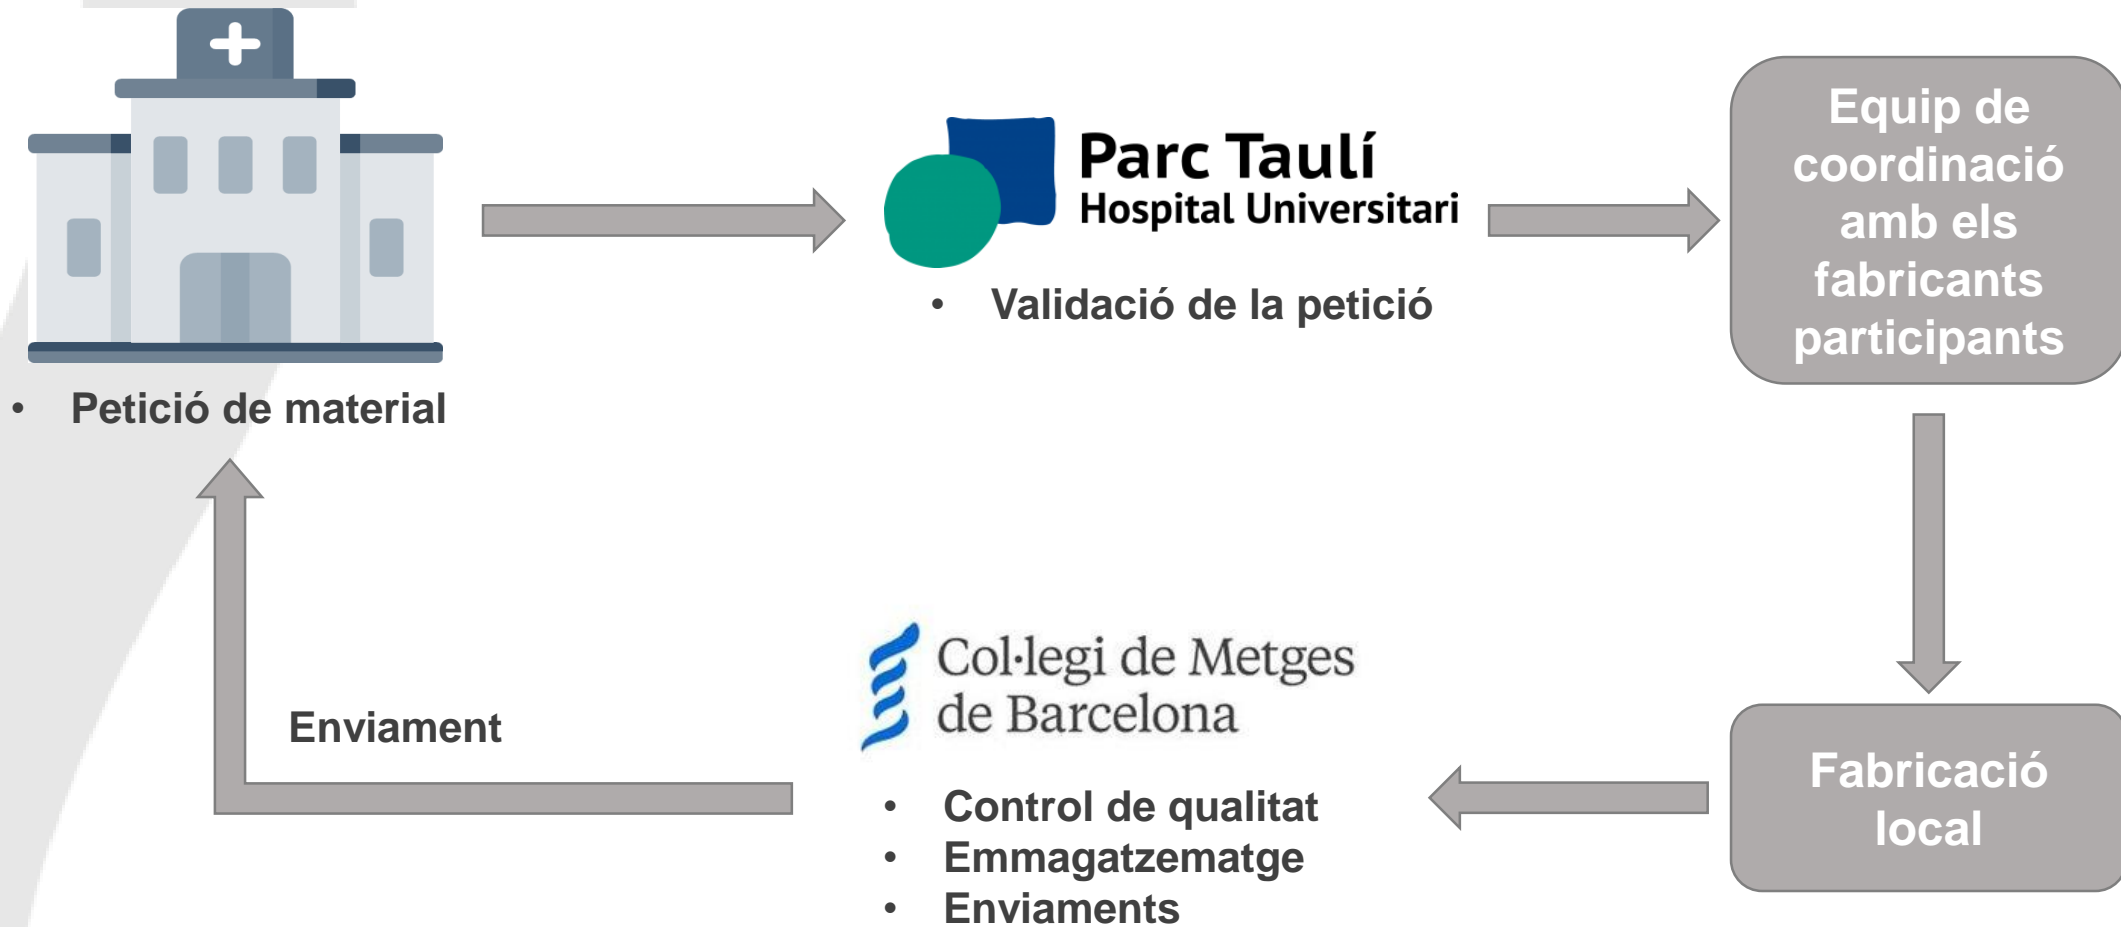 Petició de material
Parc Taulí
Hospital Universitari
• Validació de la petició
Equip de
coordinació
amb els
fabricants
participants
Fabricació
local
Col·legi de Metges
de Barcelona
• Control de qualitat
• Emmagatzematge
• Enviaments
Enviament